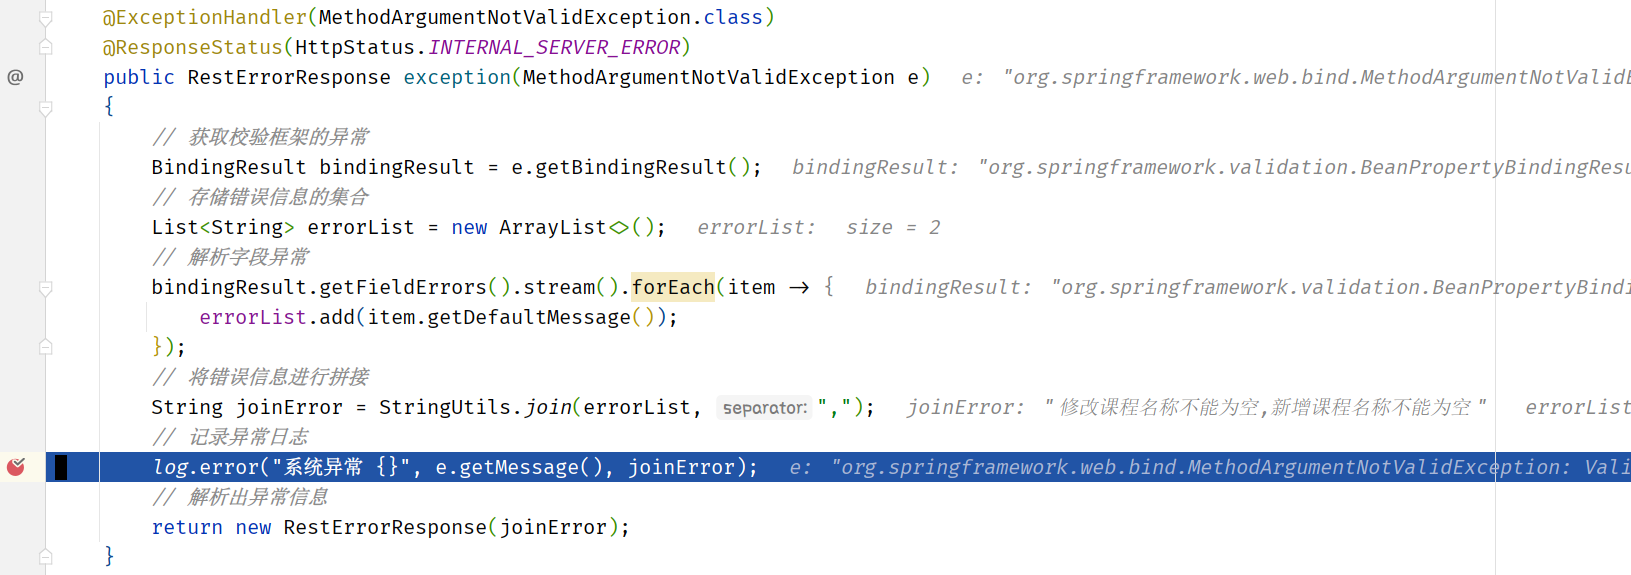 @ExceptionHandler(MethodArgumentNotValidException.class)
@ResponseStatus(HttpStatus.INTERNAL_SERVER_ERROR)
@ public RestErrorResponse exception(MethodArgumentNotValidException e) e: "org.springframework.web.bind.MethodArgumentNotValidE
{
// 获取校验框架的异常
BindingResult bindingResult = e.getBindingResult(); bindingResult: "org.springframework.validation.BeanPropertyBindingResu
// 存储错误信息的集合
List<String> errorList = new ArrayList<>(); errorList: size = 2
// 解析字段异常
bindingResult.getFieldErrors().stream().forEach(item -> { bindingResult: "org.springframework.validation.BeanPropertyBindi
errorList.add(item.getDefaultMessage());
});
// 将错误信息进行拼接
String joinError = StringUtils.join(errorList, separator: ","); joinError: "修改课程名称不能为空,新增课程名称不能为空" errorList
// 记录异常日志
log.error("系统异常 {}", e.getMessage(), joinError); e: "org.springframework.web.bind.MethodArgumentNotValidException: Vali
// 解析出异常信息
return new RestErrorResponse(joinError);
}